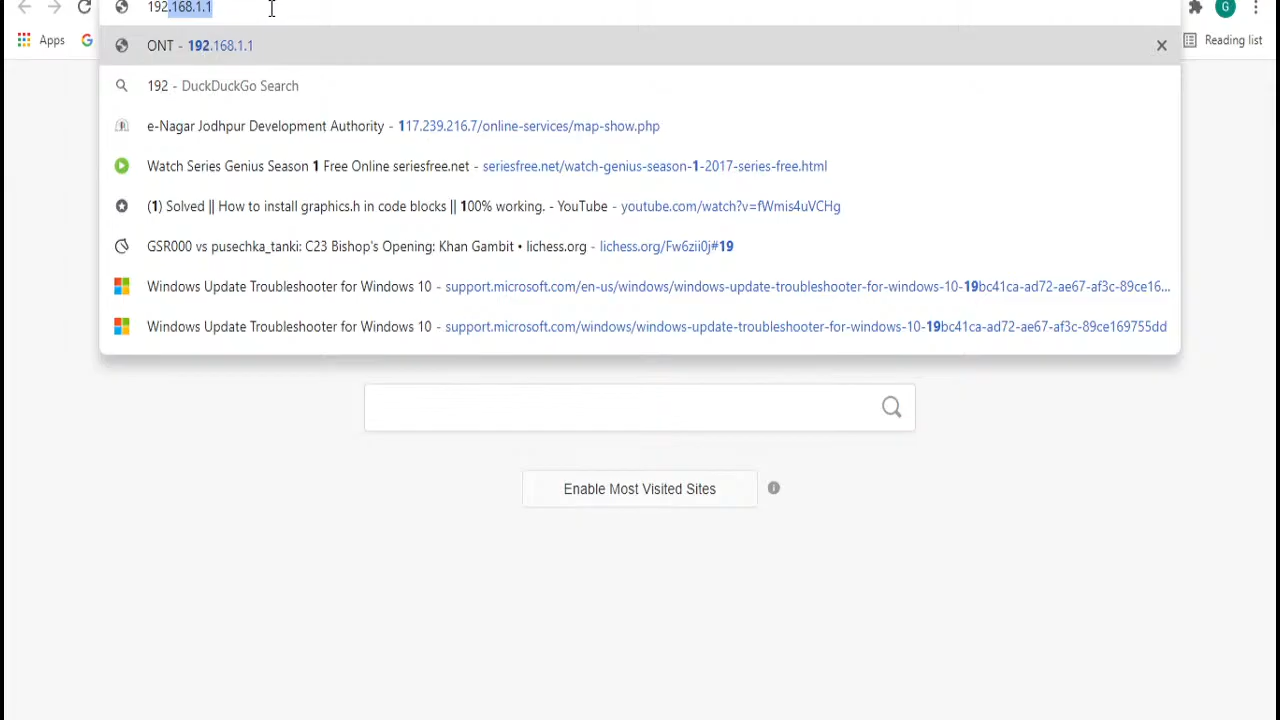 192.168.1.1
G
Apps
Reading list
ONT - 192.168.1.1
192 - DuckDuckGo Search
e-Nagar Jodhpur Development Authority - 117.239.216.7/online-services/map-show.php
Watch Series Genius Season 1 Free Online seriesfree.net - seriesfree.net/watch-genius-season-1-2017-series-free.html
(1) Solved || How to install graphics.h in code blocks || 100% working. - YouTube - youtube.com/watch?v=fWmis4uVCHg
GSR000 vs pusechka_tanki: C23 Bishop's Opening: Khan Gambit • lichess.org - lichess.org/Fw6zii0j#19
Windows Update Troubleshooter for Windows 10 - support.microsoft.com/en-us/windows/windows-update-troubleshooter-for-windows-10-19bc41ca-ad72-ae67-af3c-89ce16...
Windows Update Troubleshooter for Windows 10 - support.microsoft.com/windows/windows-update-troubleshooter-for-windows-10-19bc41ca-ad72-ae67-af3c-89ce169755dd
Enable Most Visited Sites